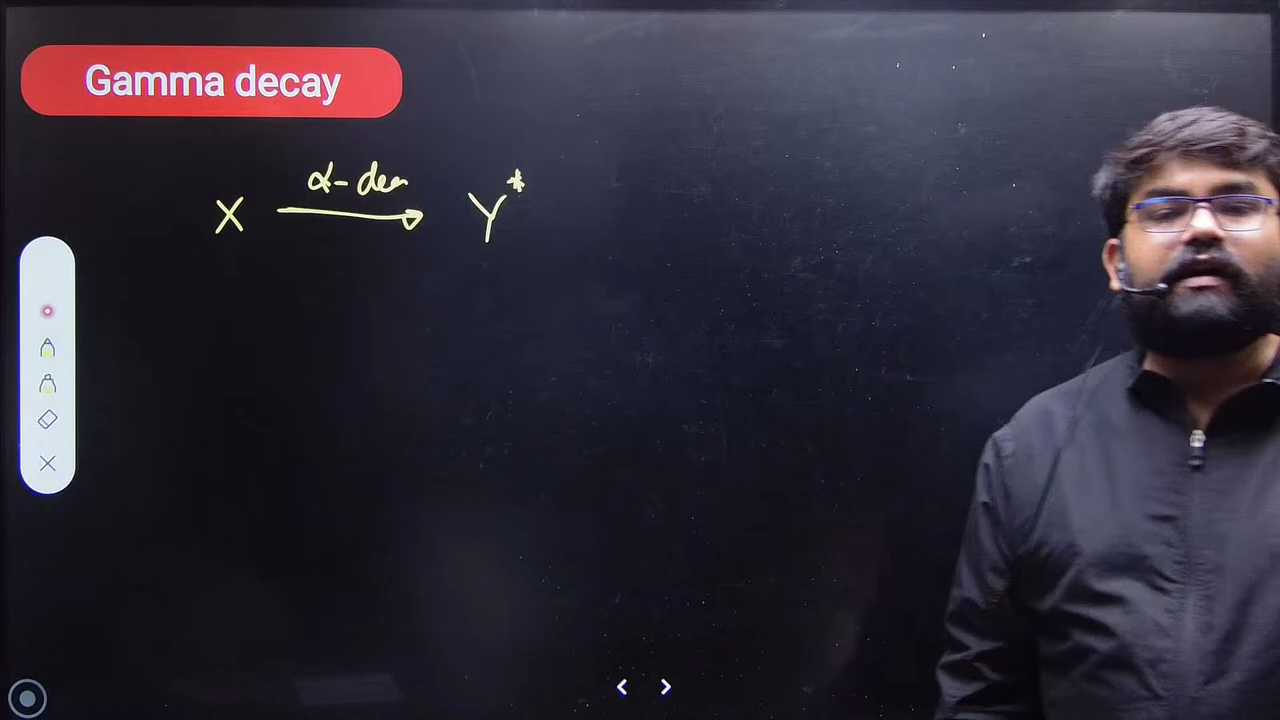 Gamma decay
α-dec
X → Y*